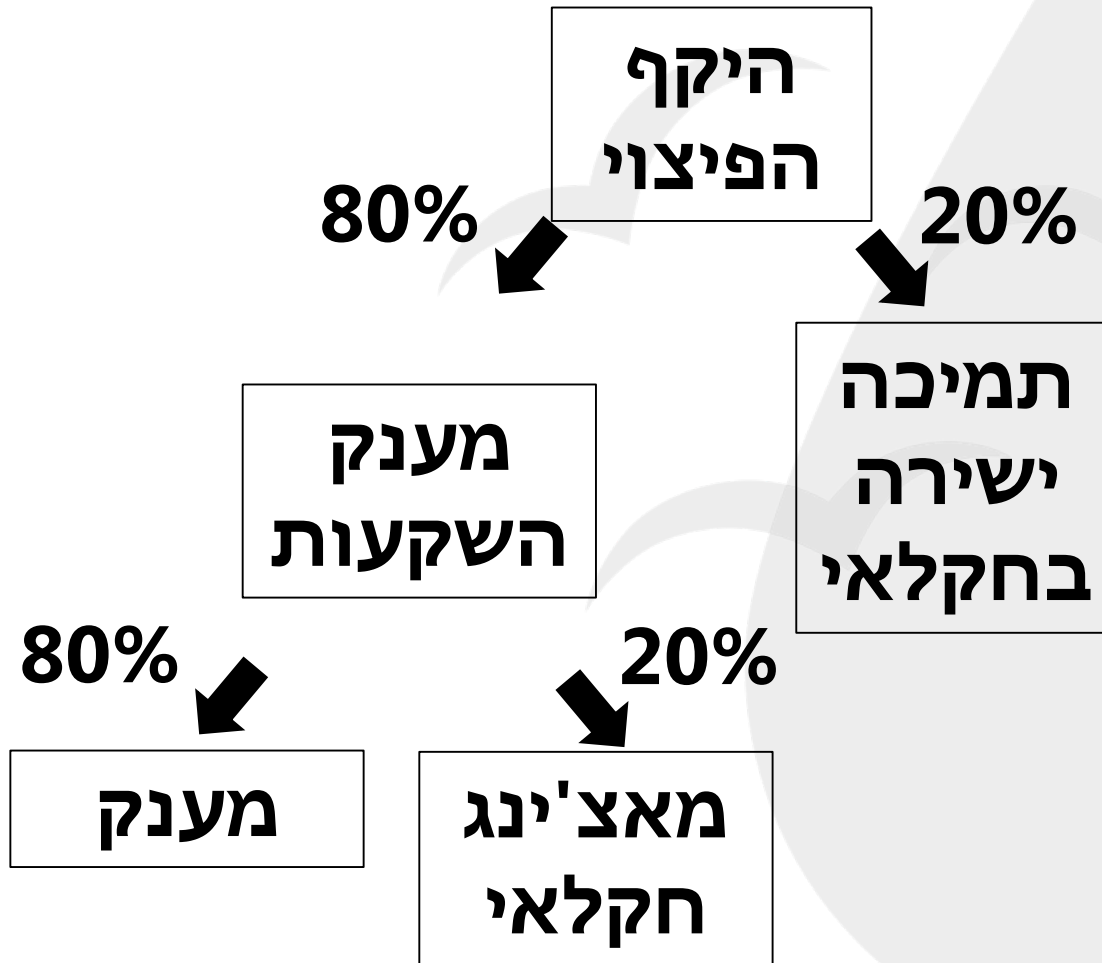 היקף
הפיצוי
20%
80%
תמיכה
ישירה
בחקלאי
מענק
השקעות
20%
80%
מאצ'ינג
חקלאי
מענק